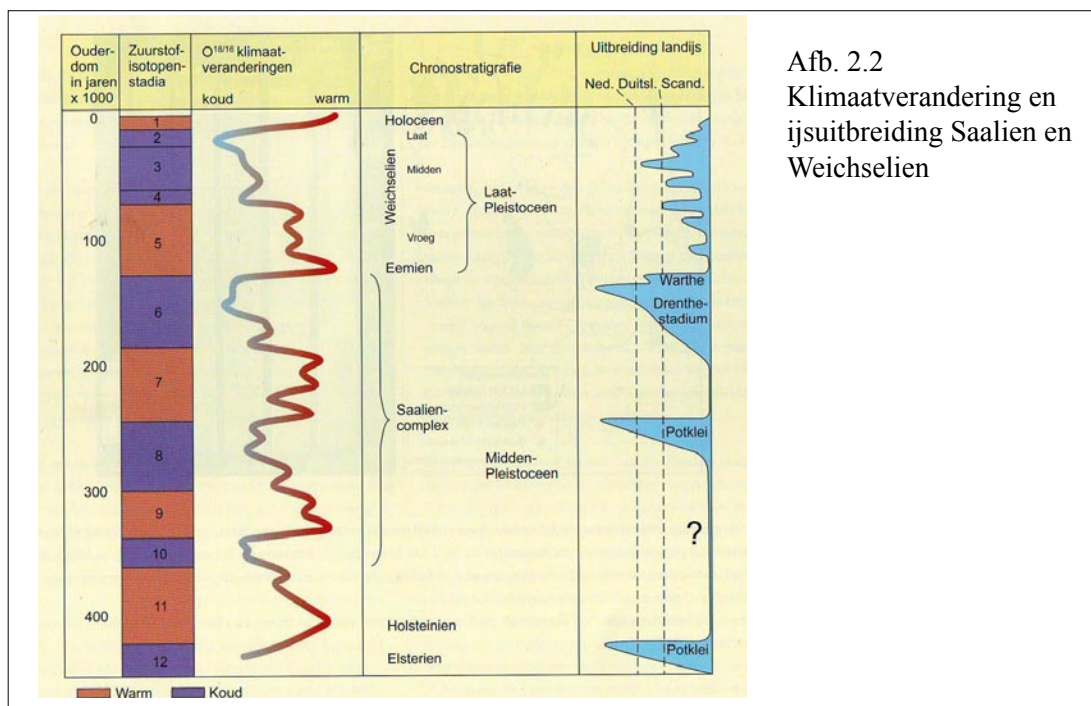 Ouder-
dom
in jaren
x 1000
Zuurstof-
isotopen-
stadia
O18/16 klimaat-
veranderingen
koud warm
Chronostratigrafie
Uitbreiding landijs
Ned. Duitsl. Scand.
0
100
200
300
400
1
2
3
4
5
6
7
8
9
10
11
12
Holoceen
Laat
Midden
Vroeg
Weichselien
Laat-
Pleistoceen
Eemien
Saalien-
complex
Midden-
Pleistoceen
Holsteinien
Elsterien
Warthe
Drenthe-
stadium
Potklei
?
Potklei
Warm Koud
Afb. 2.2
Klimaatverandering en
ijsuitbreiding Saalien en
Weichselien